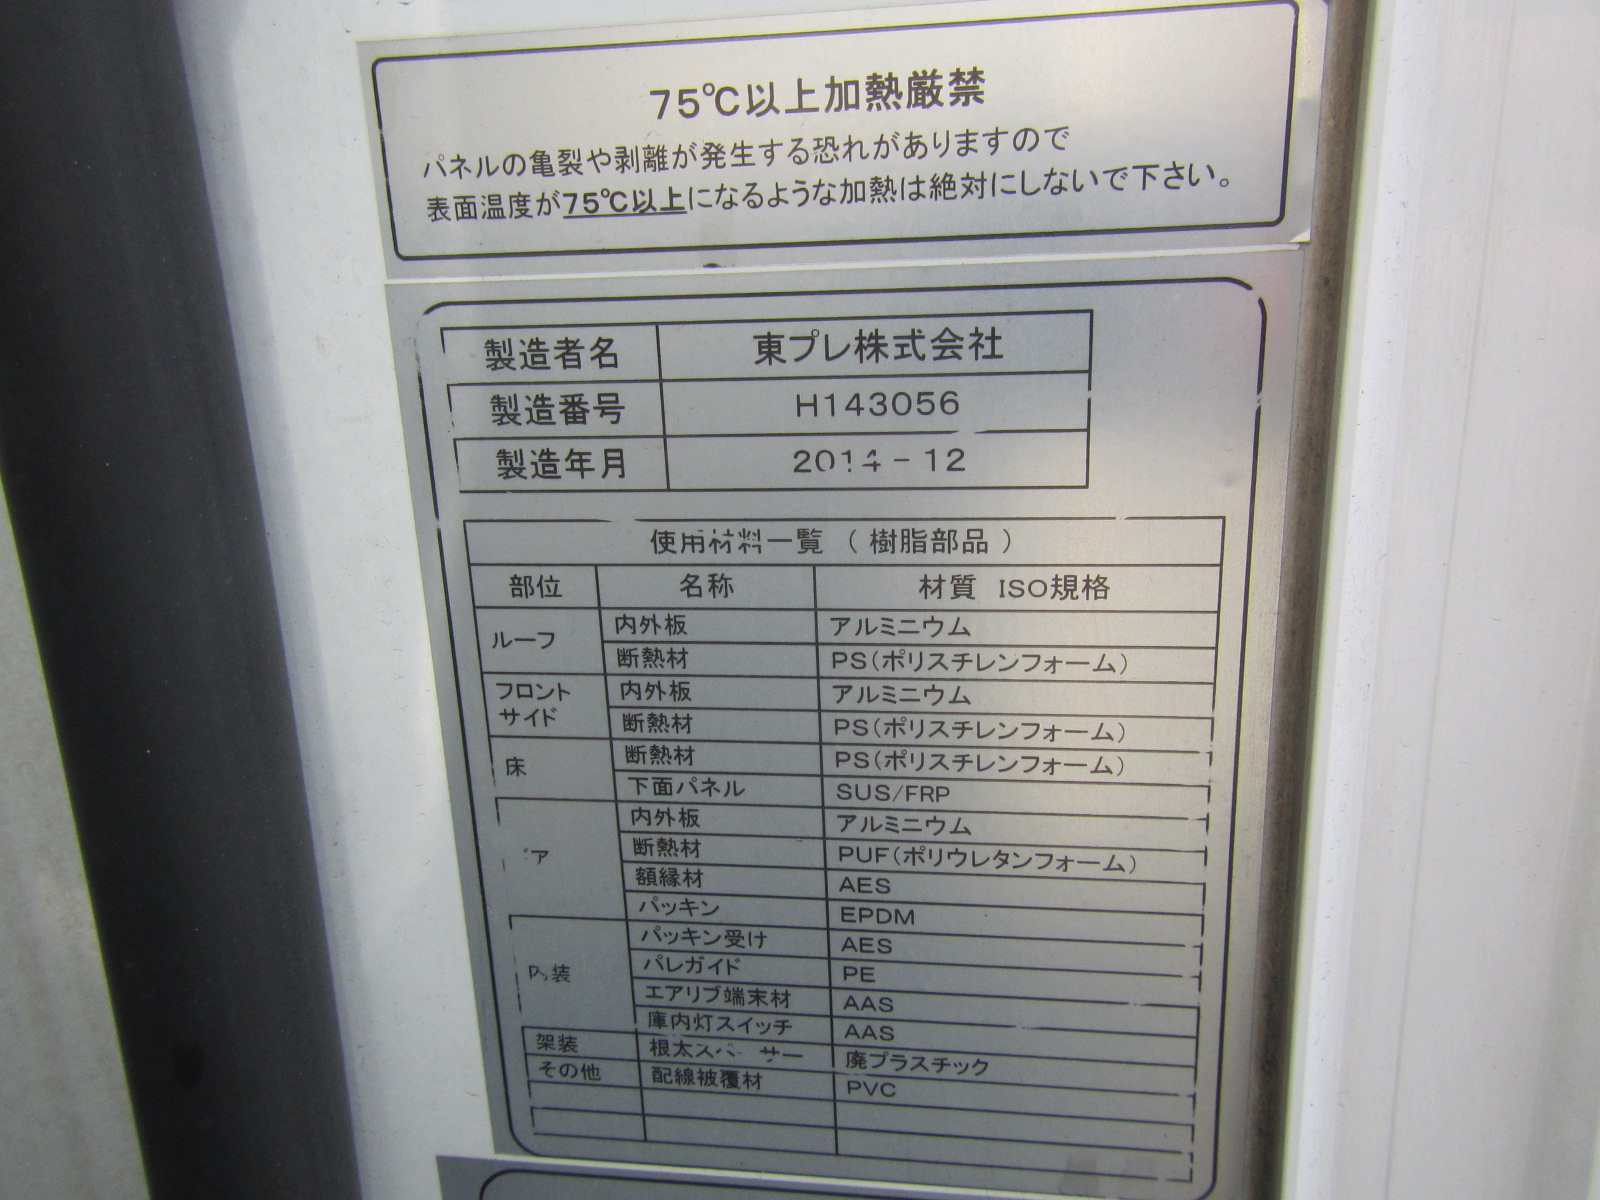 75℃以上加熱厳禁
パネルの亀裂や剥離が発生する恐れがありますので
表面温度が75℃以上になるような加熱は絶対にしないで下さい。
製造者名 東プレ株式会社
製造番号 H143056
製造年月 2014-12
使用材料一覧 (樹脂部品)
部位 名称 材質 ISO規格
ルーフ 内外板 アルミニウム
断熱材 PS(ポリスチレンフォーム)
フロント サイド 内外板 アルミニウム
断熱材 PS(ポリスチレンフォーム)
床 断熱材 PS(ポリスチレンフォーム)
下面パネル SUS/FRP
ドア 内外板 アルミニウム
断熱材 PUF(ポリウレタンフォーム)
額縁材 AES
パッキン EPDM
内装 パッキン受け AES
パレガイド PE
エアリブ端末材 AAS
庫内灯スイッチ AAS
架装 根太スペーサー 廃プラスチック
その他 配線被覆材 PVC